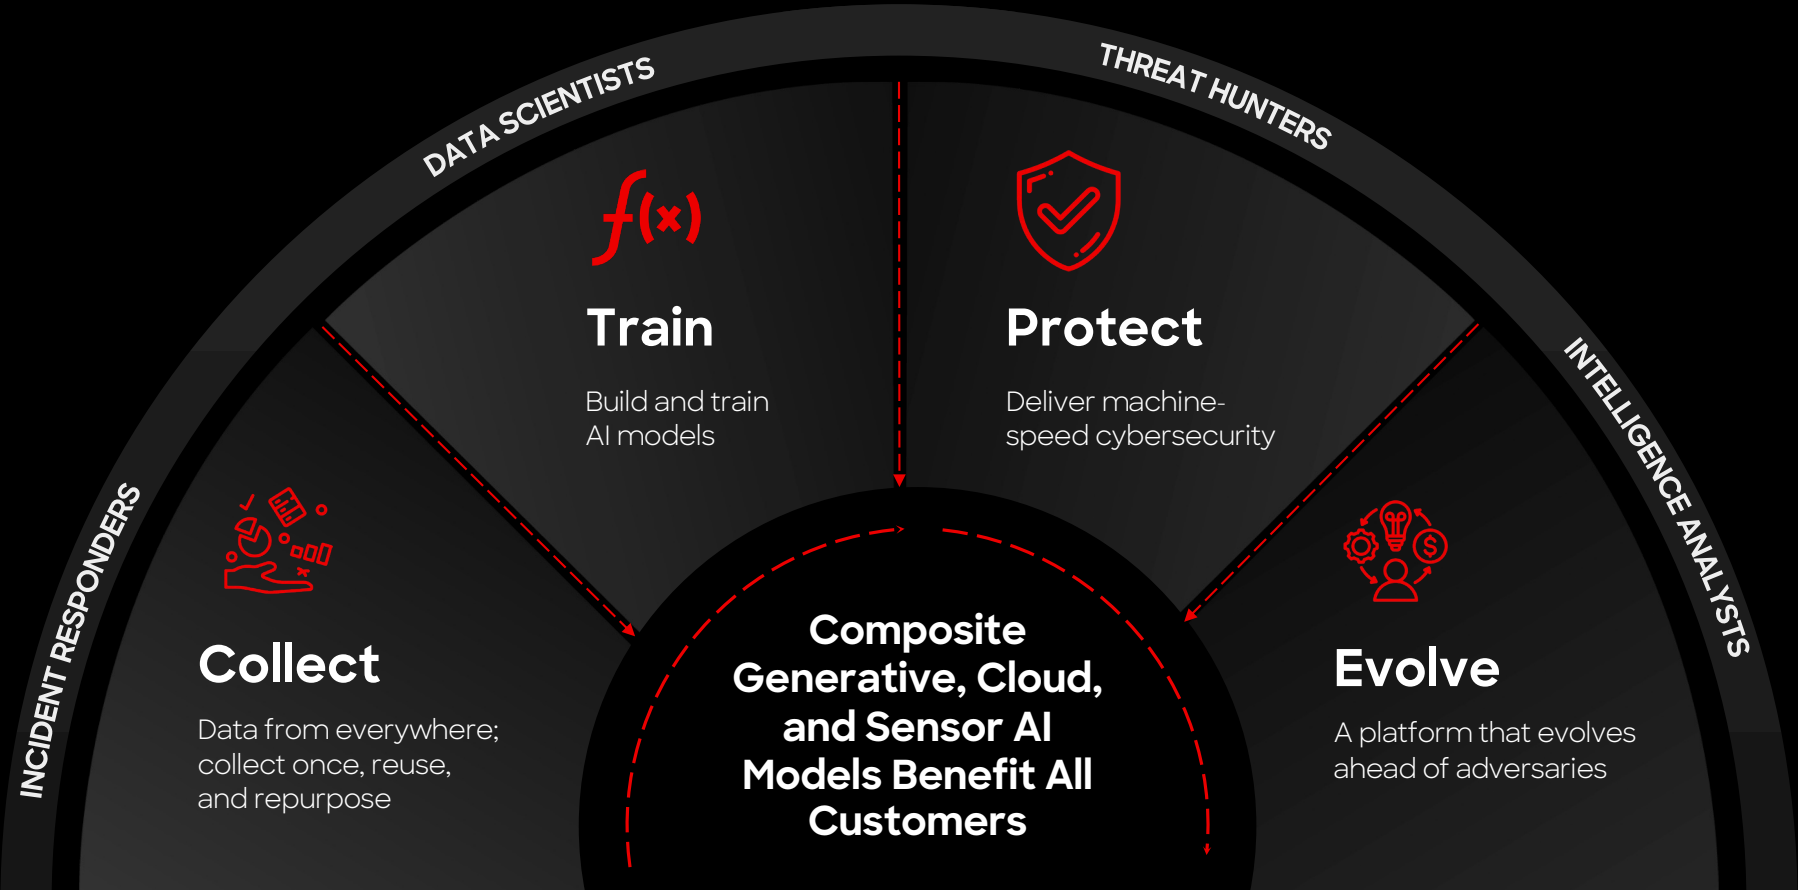 INCIDENT RESPONDERS
DATA SCIENTISTS
THREAT HUNTERS
INTELLIGENCE ANALYSTS
f(x)
Collect
Data from everywhere;
collect once, reuse,
and repurpose
Train
Build and train
AI models
Protect
Deliver machine-
speed cybersecurity
$
Evolve
A platform that evolves
ahead of adversaries
Composite
Generative, Cloud,
and Sensor AI
Models Benefit All
Customers